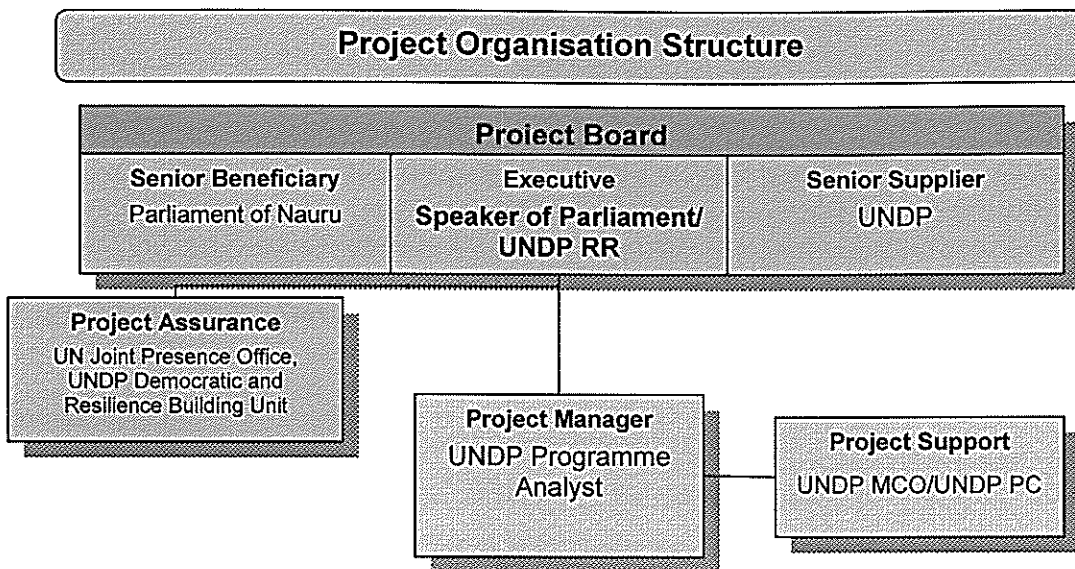 Project Organisation Structure
Project Board
Senior Beneficiary
Parliament of Nauru
Executive
Speaker of Parliament/
UNDP RR
Senior Supplier
UNDP
Project Assurance
UN Joint Presence Office,
UNDP Democratic and
Resilience Building Unit
Project Manager
UNDP Programme
Analyst
Project Support
UNDP MCO/UNDP PC